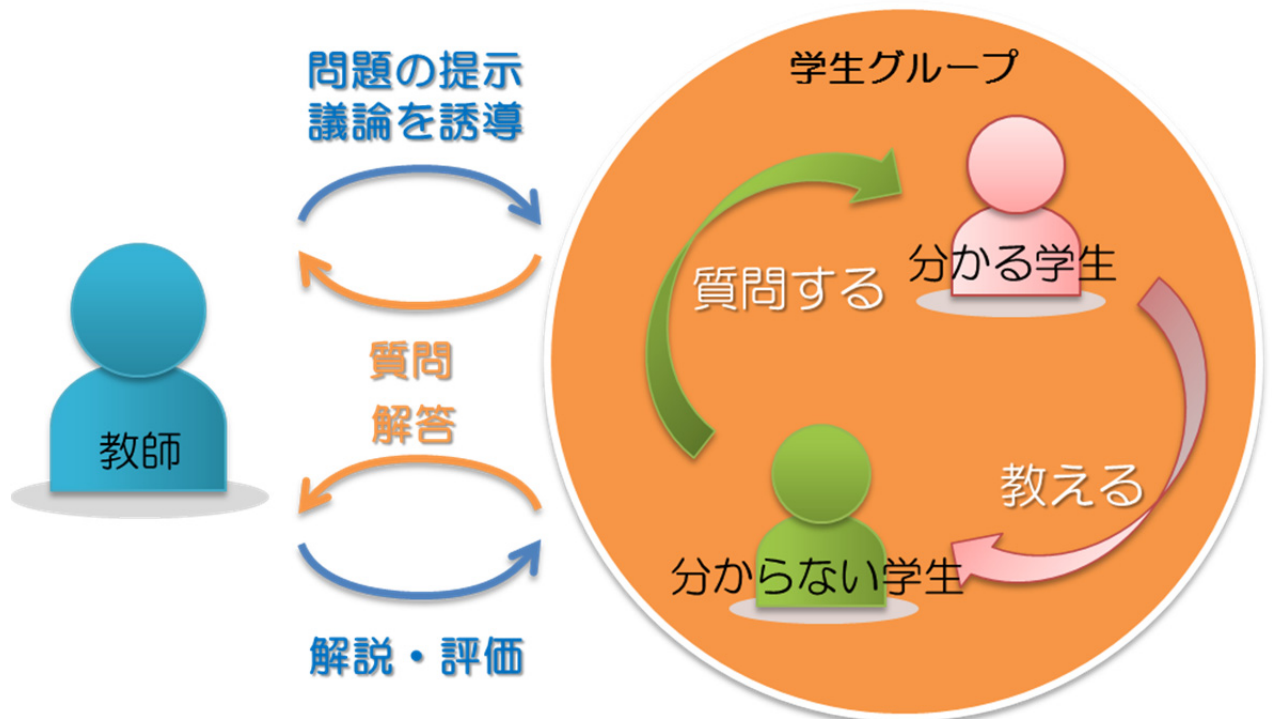 問題の提示
議論を誘導
質問
解答
解説・評価
教師
学生グループ
質問する
分かる学生
教える
分からない学生